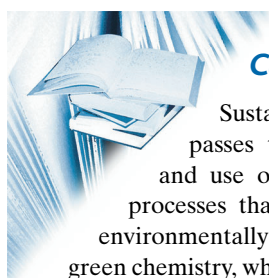 C
Susta
passes
and use o
processes tha
environmentally
green chemistry, wh